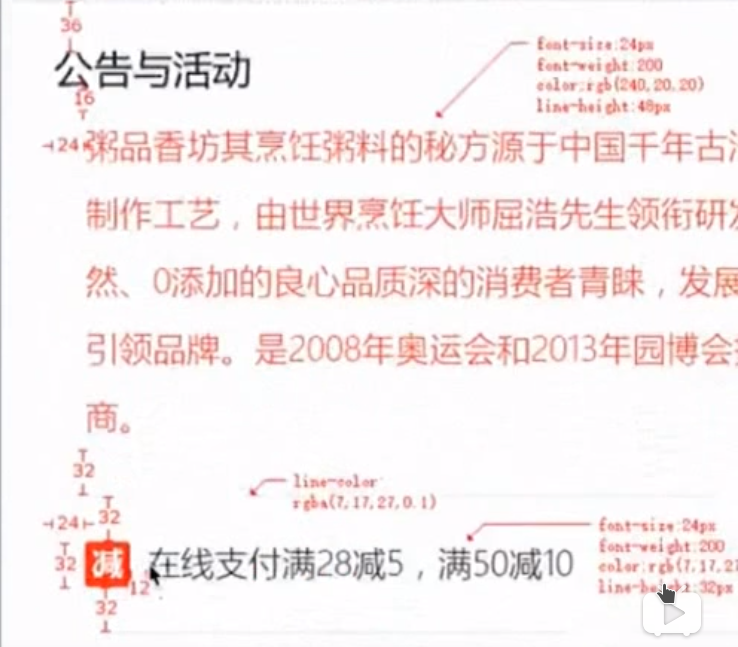 36
公告与活动
16
font-size:24px
font-weight:200
color:rgb(240,20,20)
line-height:48px
24
粥品香坊其烹饪粥料的秘方源于中国千年古
制作工艺，由世界烹饪大师屈浩先生领衔研发
然、0添加的良心品质深的消费者青睐，发展
引领品牌。是2008年奥运会和2013年园博会
商。
32
line-color
rgba(7,17,27,0.1)
24
32
font-size:24px
font-weight:200
color:rgb(7,17,27
line-height:32px
32
减
12
在线支付满28减5，满50减10
32